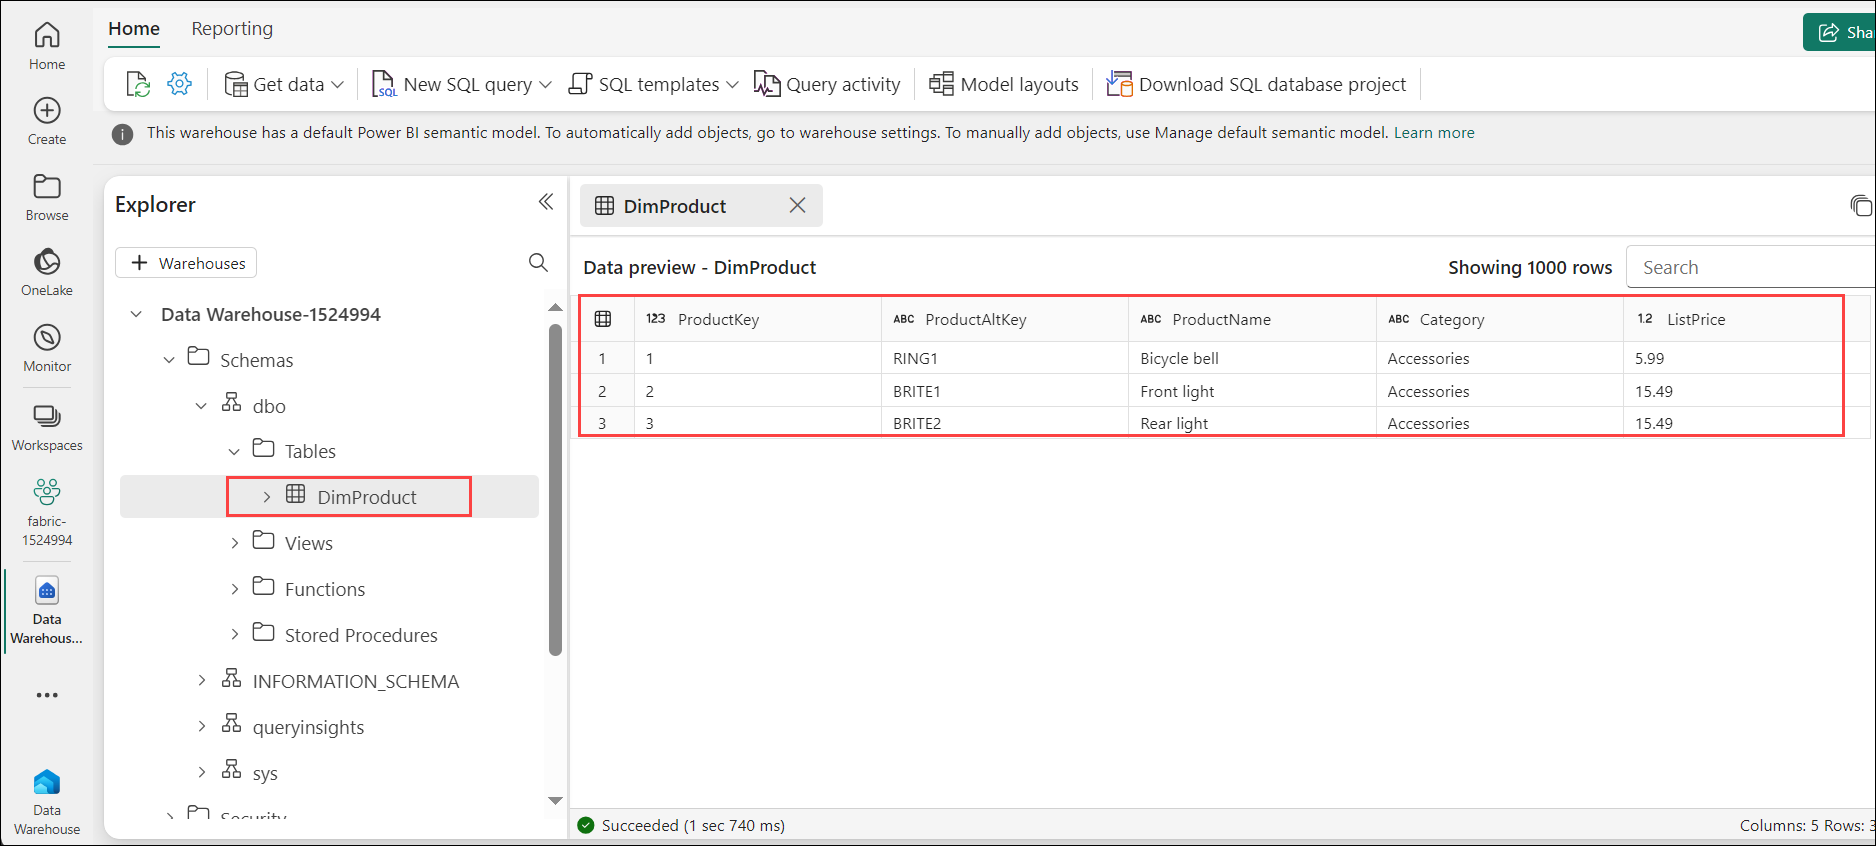 Home
Create
Browse
OneLake
Monitor
Workspaces
fabric-
1524994
Data
Warehous...
Data
Warehouse
Home Reporting
Get data New SQL query SQL templates Query activity Model layouts Download SQL database project
This warehouse has a default Power BI semantic model. To automatically add objects, go to warehouse settings. To manually add objects, use Manage default semantic model. Learn more
Explorer
+ Warehouses
Data Warehouse-1524994
Schemas
dbo
Tables
DimProduct
Views
Functions
Stored Procedures
INFORMATION_SCHEMA
queryinsights
sys
Security
DimProduct
Data preview - DimProduct Showing 1000 rows Search
123 ProductKey ABC ProductAltKey ABC ProductName ABC Category 1.2 ListPrice
1 1 RING1 Bicycle bell Accessories 5.99
2 2 BRITE1 Front light Accessories 15.49
3 3 BRITE2 Rear light Accessories 15.49
Succeeded (1 sec 740 ms) Columns: 5 Rows: 3